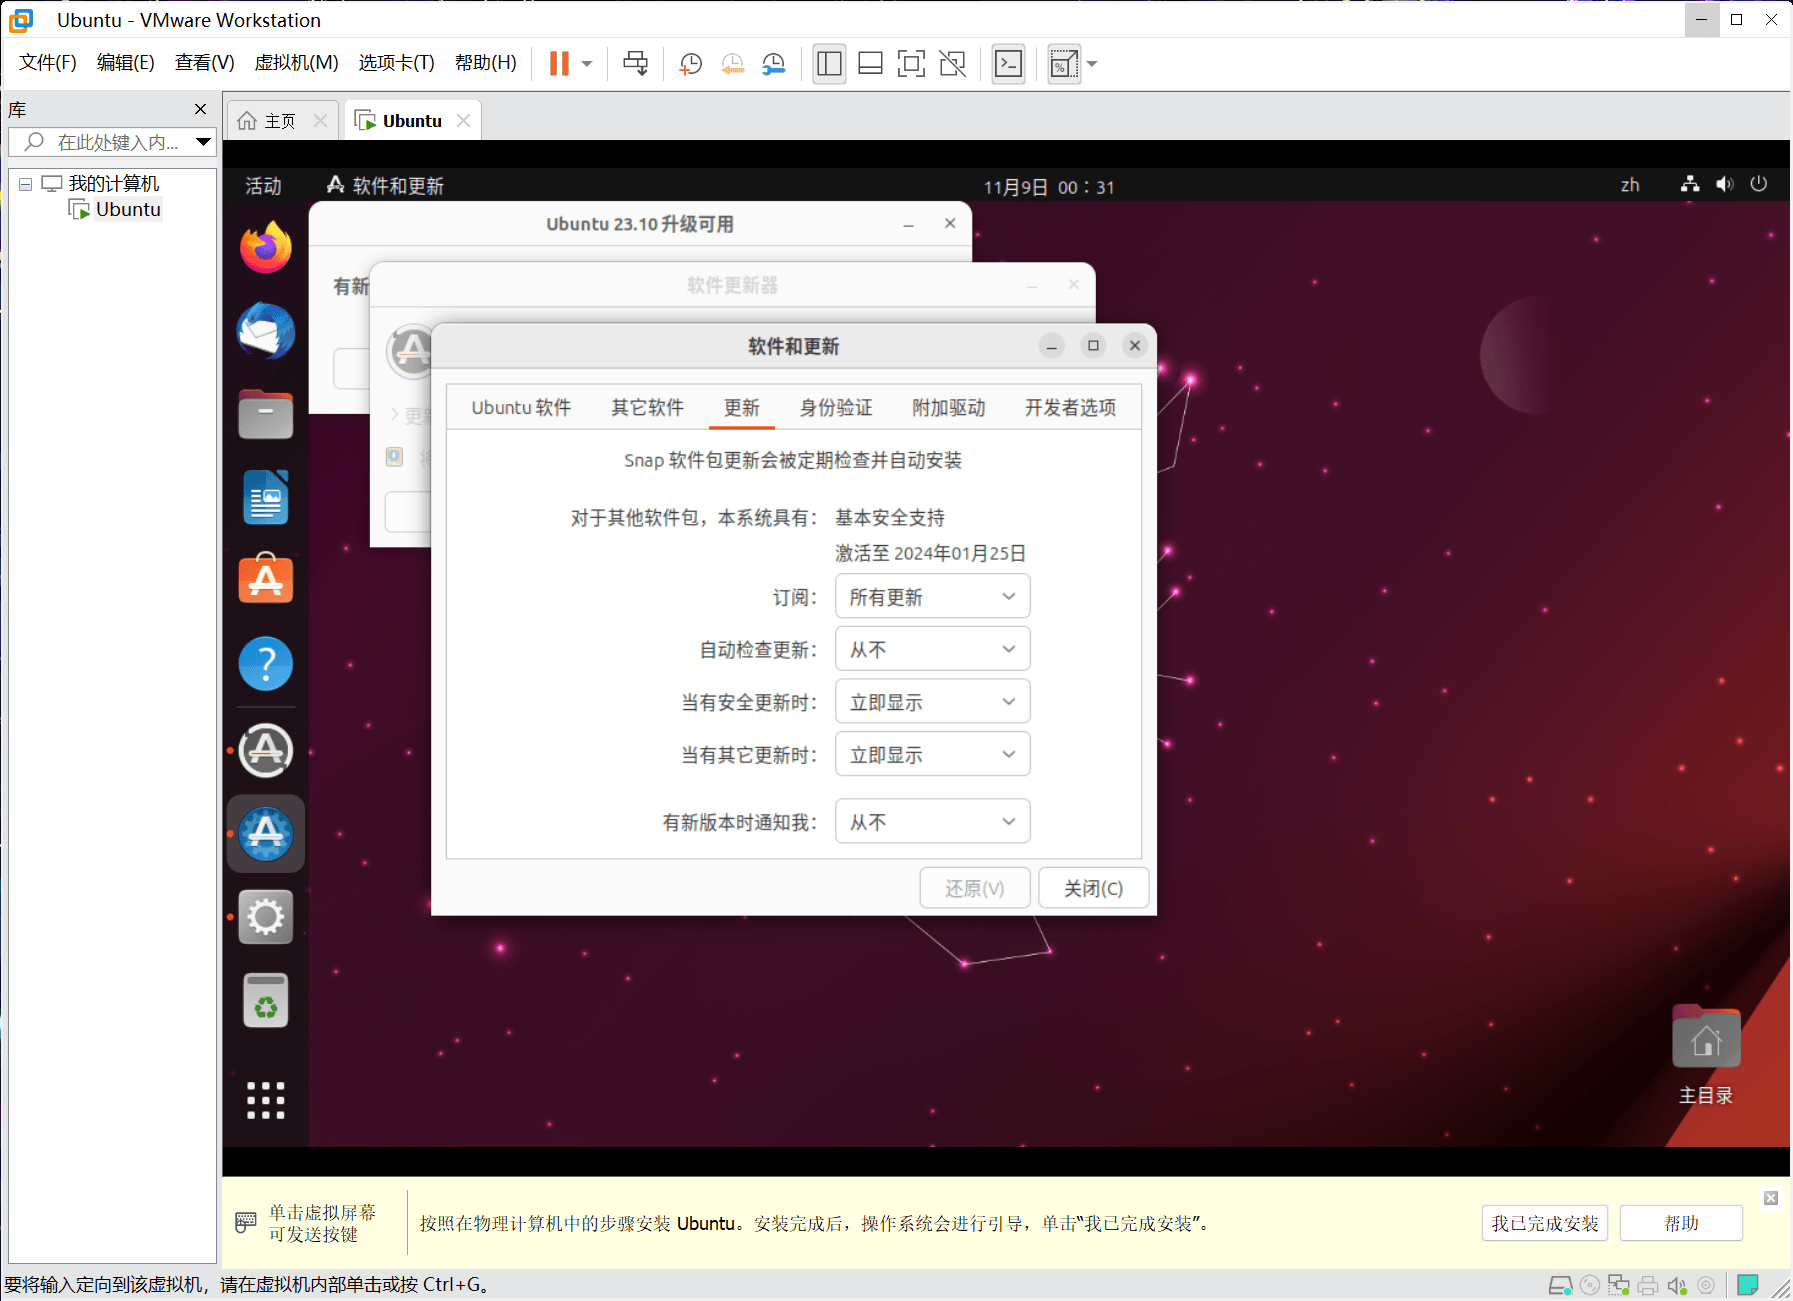 Ubuntu - VMware Workstation
文件(F) 编辑(E) 查看(V) 虚拟机(M) 选项卡(T) 帮助(H)
库
在此处键入内...
我的计算机
Ubuntu
主页
Ubuntu
活动 软件和更新 11月9日 00：31 zh
Ubuntu 23.10 升级可用
有新
软件更新器
更新
软件和更新
Ubuntu 软件 其它软件 更新 身份验证 附加驱动 开发者选项
Snap 软件包更新会被定期检查并自动安装
对于其他软件包，本系统具有： 基本安全支持
激活至 2024年01月25日
订阅： 所有更新
自动检查更新： 从不
当有安全更新时： 立即显示
当有其它更新时： 立即显示
有新版本时通知我： 从不
还原(V) 关闭(C)
主目录
单击虚拟屏幕
可发送按键
按照在物理计算机中的步骤安装 Ubuntu。安装完成后，操作系统会进行引导，单击“我已完成安装”。
我已完成安装 帮助
要将输入定向到该虚拟机，请在虚拟机内部单击或按 Ctrl+G。